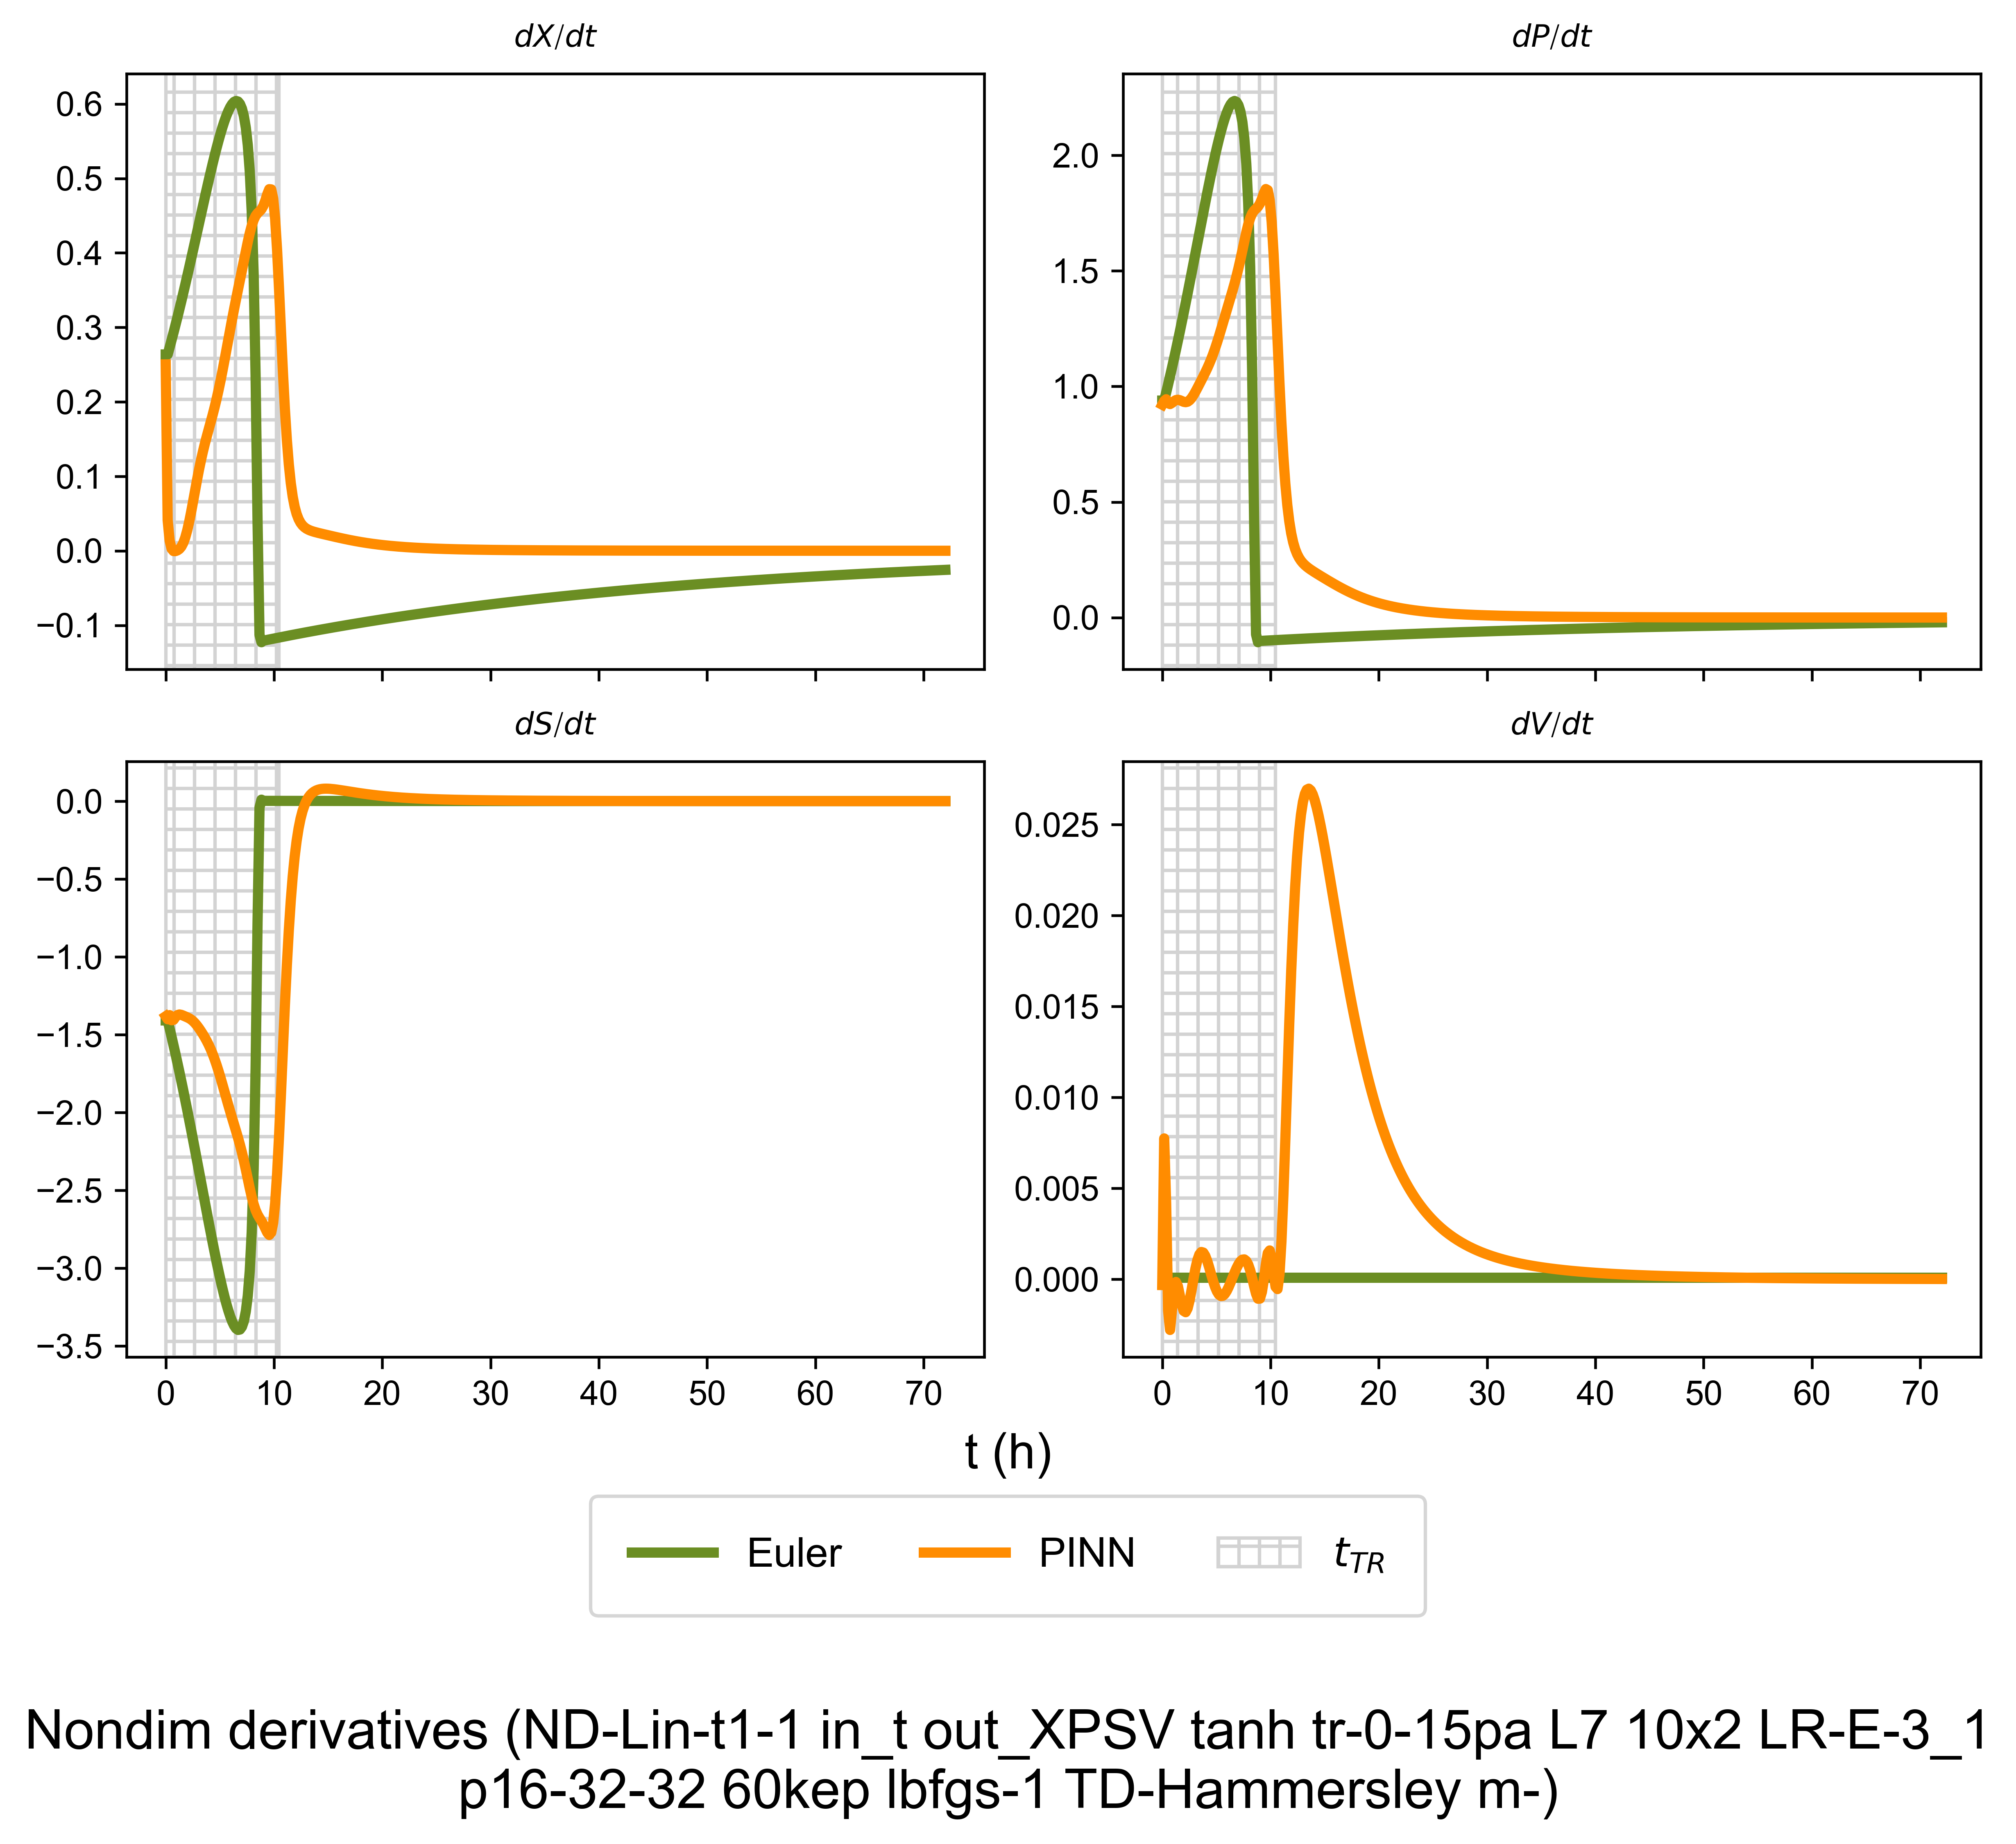 dX/dt
dP/dt
0.6
0.5
0.4
0.3
0.2
0.1
0.0
−0.1
2.0
1.5
1.0
0.5
0.0
dS/dt
dV/dt
0.0
−0.5
−1.0
−1.5
−2.0
−2.5
−3.0
−3.5
0.025
0.020
0.015
0.010
0.005
0.000
0 10 20 30 40 50 60 70
0 10 20 30 40 50 60 70
t (h)
Euler PINN t_TR
Nondim derivatives (ND-Lin-t1-1 in_t out_XPSV tanh tr-0-15pa L7 10x2 LR-E-3_1
p16-32-32 60kep lbfgs-1 TD-Hammersley m-)